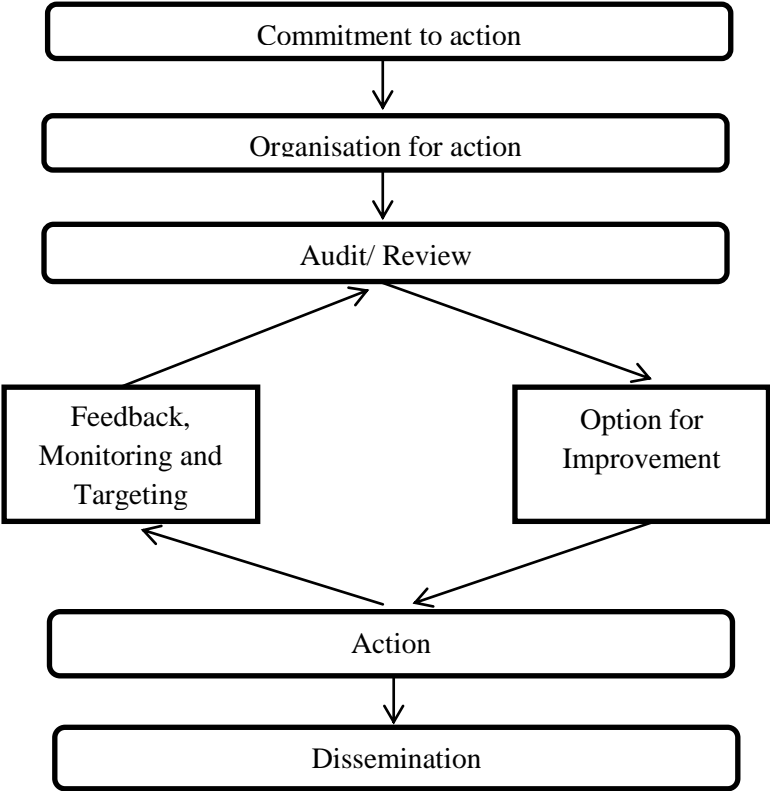 Commitment to action
Organisation for action
Audit/ Review
Feedback,
Monitoring and
Targeting
Option for
Improvement
Action
Dissemination